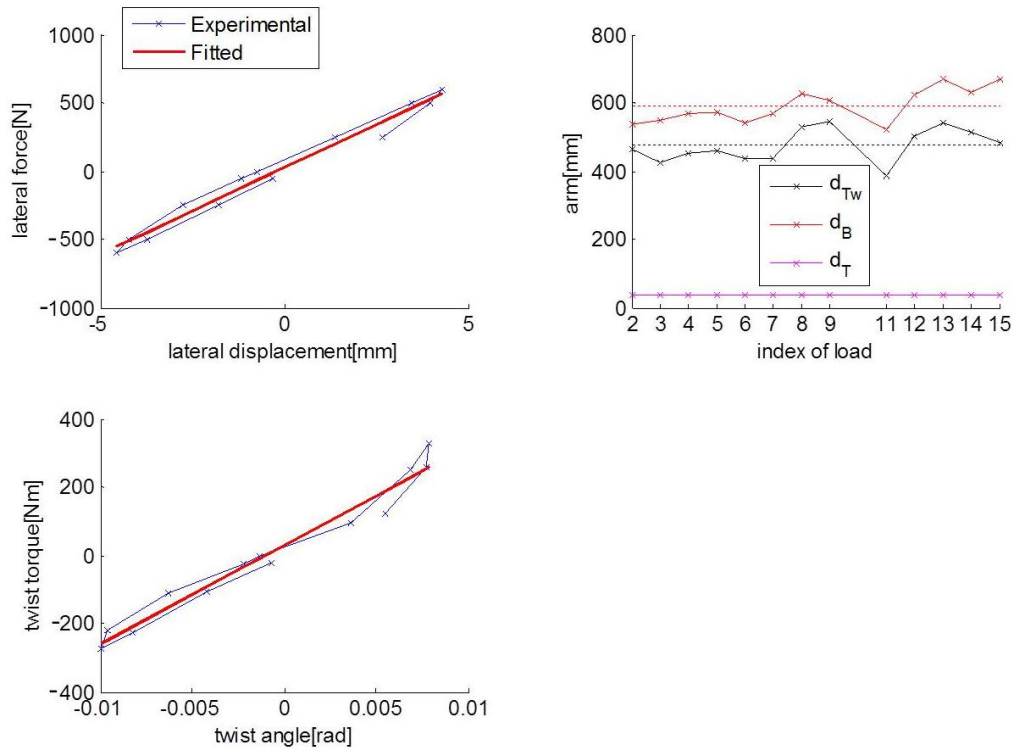 Experimental
Fitted
1000
500
0
−500
−1000
-5
0
5
lateral force[N]
lateral displacement[mm]
800
600
400
200
0
2 3 4 5 6 7 8 9 11 12 13 14 15
arm[mm]
index of load
d_Tw
d_B
d_T
400
200
0
−200
−400
-0.01
-0.005
0
0.005
0.01
twist torque[Nm]
twist angle[rad]